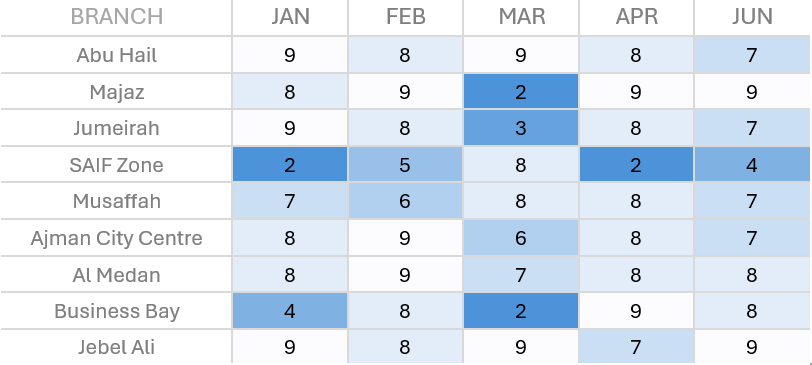 BRANCH JAN FEB MAR APR JUN
Abu Hail 9 8 9 8 7
Majaz 8 9 2 9 9
Jumeirah 9 8 3 8 7
SAIF Zone 2 5 8 2 4
Musaffah 7 6 8 8 7
Ajman City Centre 8 9 6 8 7
Al Medan 8 9 7 8 8
Business Bay 4 8 2 9 8
Jebel Ali 9 8 9 7 9